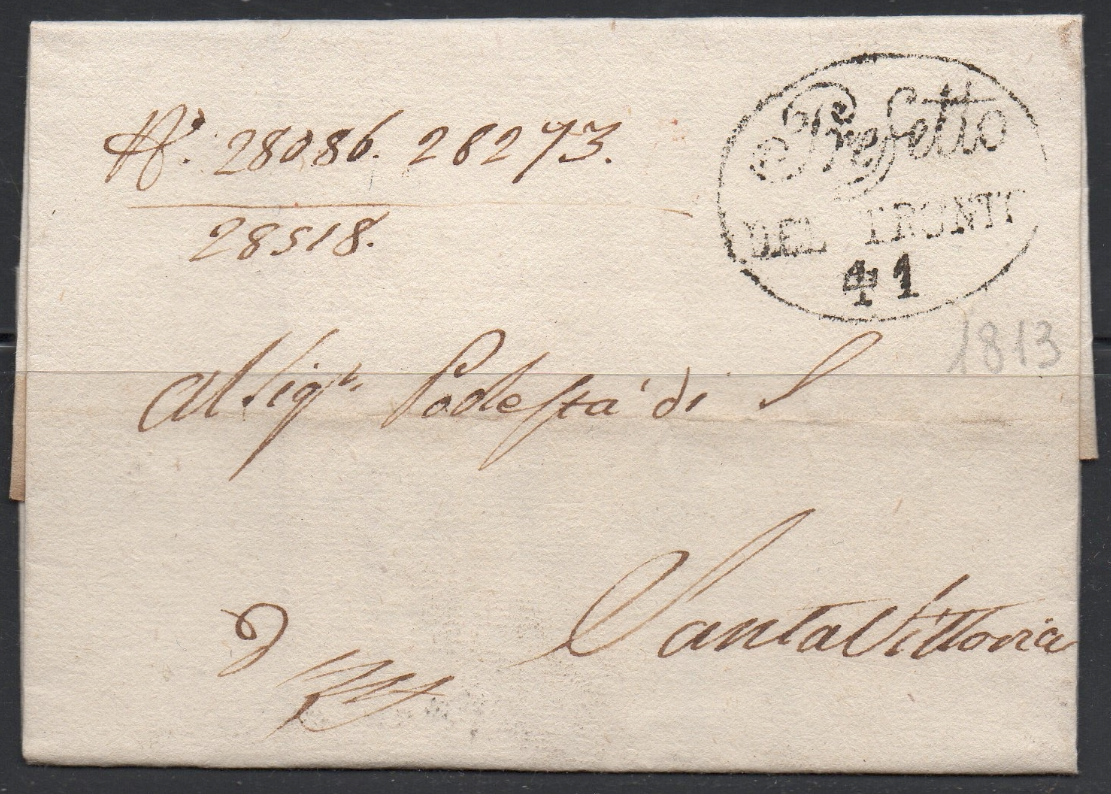 N.° 28086. 28273.
28518.
Prefetto
DEL TRONTO
41
1813
Al Sig.r Podestà di S
Santa Vittoria